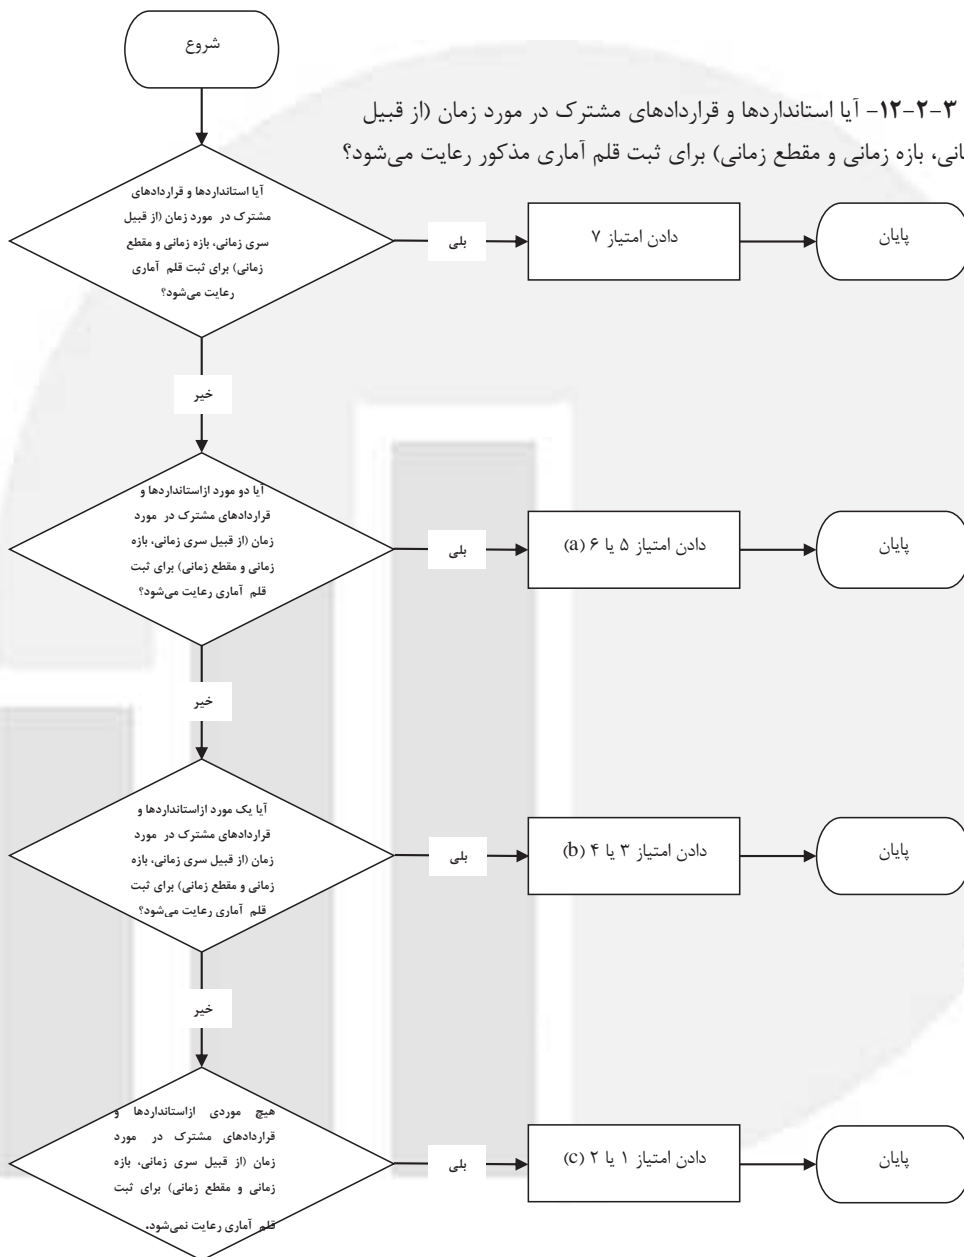 شروع
۱۲-۲-۳- آیا استانداردها و قراردادهای مشترک در مورد زمان (از قبیل
بازه زمانی و مقطع زمانی) برای ثبت قلم آماری مذکور رعایت می‌شود؟
آیا استانداردها و قراردادهای
مشترک در مورد زمان (از قبیل
سری زمانی، بازه زمانی و مقطع
زمانی) برای ثبت قلم آماری
رعایت می‌شود؟
بلی
دادن امتیاز ۷
پایان
خیر
آیا دو مورد ازاستانداردها و
قراردادهای مشترک در مورد
زمان (از قبیل سری زمانی، بازه
زمانی و مقطع زمانی) برای ثبت
قلم آماری رعایت می‌شود؟
بلی
دادن امتیاز ۵ یا ۶ (a)
پایان
خیر
آیا یک مورد ازاستانداردها و
قراردادهای مشترک در مورد
زمان (از قبیل سری زمانی، بازه
زمانی و مقطع زمانی) برای ثبت
قلم آماری رعایت می‌شود؟
بلی
دادن امتیاز ۳ یا ۴ (b)
پایان
خیر
هیچ موردی ازاستانداردها و
قراردادهای مشترک در مورد
زمان (از قبیل سری زمانی، بازه
زمانی و مقطع زمانی) برای ثبت
قلم آماری رعایت نمی‌شود.
بلی
دادن امتیاز ۱ یا ۲ (c)
پایان